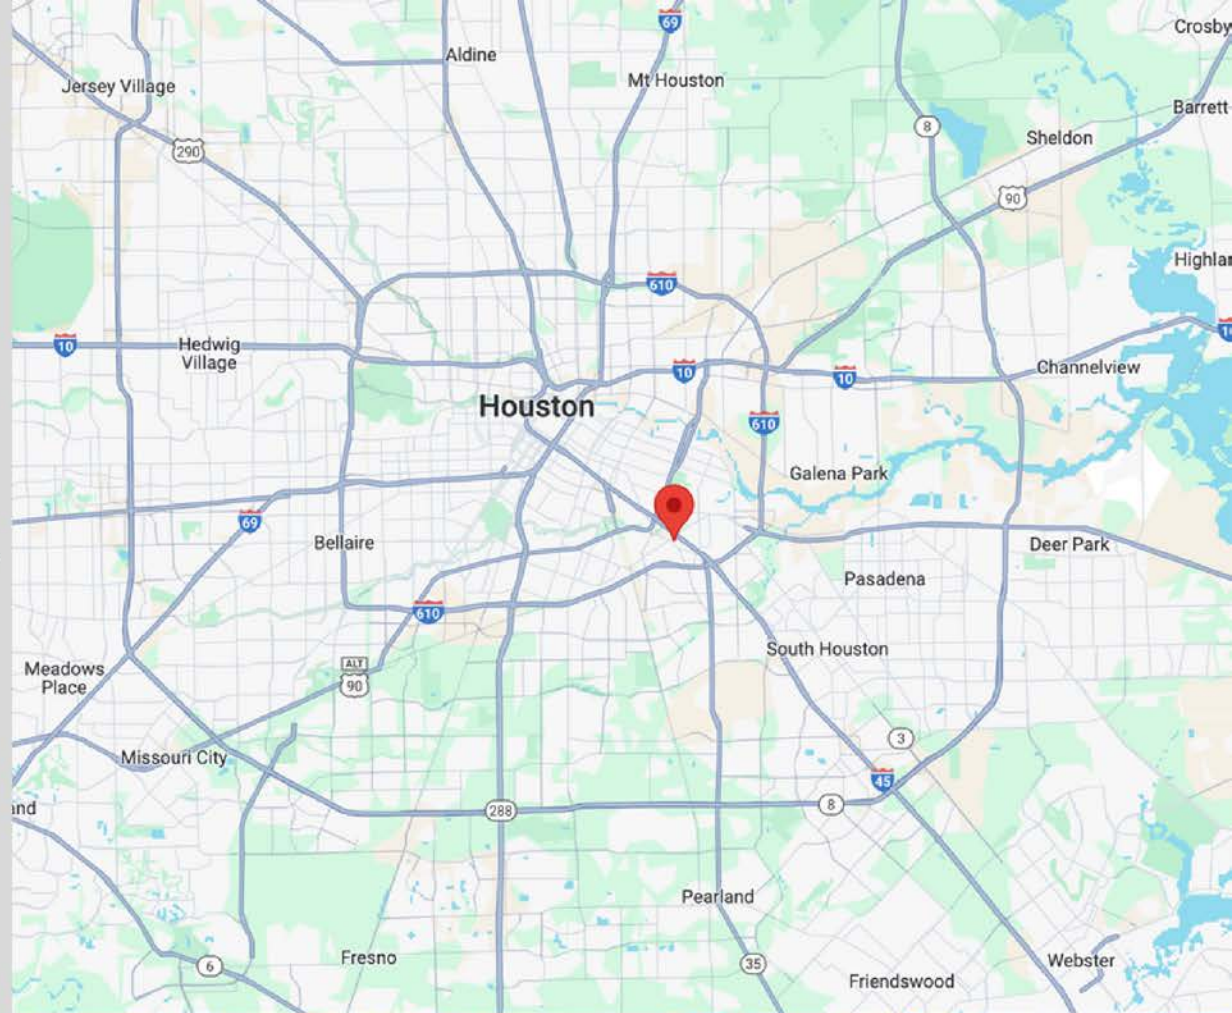 69
Crosby
Aldine
Mt Houston
Jersey Village
Barrett
8
Sheldon
290
90
Highlan
610
10
Hedwig
Village
10
10
Channelview
Houston
610
Galena Park
69
Bellaire
Deer Park
Pasadena
610
South Houston
Meadows
Place
ALT
90
3
Missouri City
45
and
288
8
Pearland
Fresno
6
35
Webster
Friendswood